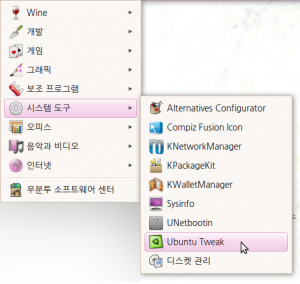 Wine
개발
게임
그래픽
보조 프로그램
시스템 도구
오피스
음악과 비디오
인터넷
우분투 소프트웨어 센터
Alternatives Configurator
Compiz Fusion Icon
KNetworkManager
KPackageKit
KWalletManager
Sysinfo
UNetbootin
Ubuntu Tweak
디스켓 관리